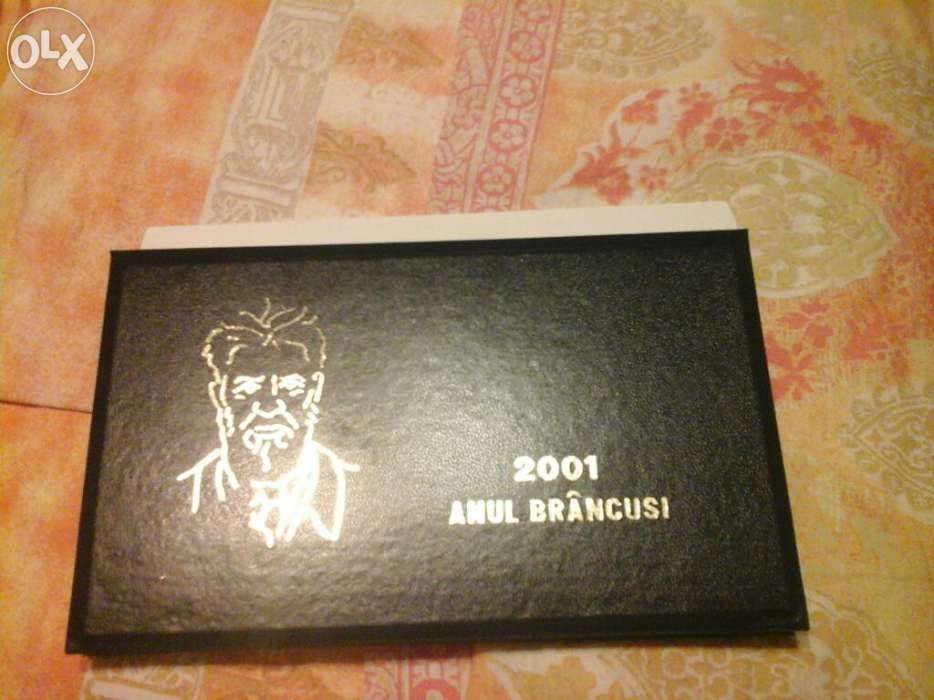 OLX
2001
ANUL BRÂNCUSI